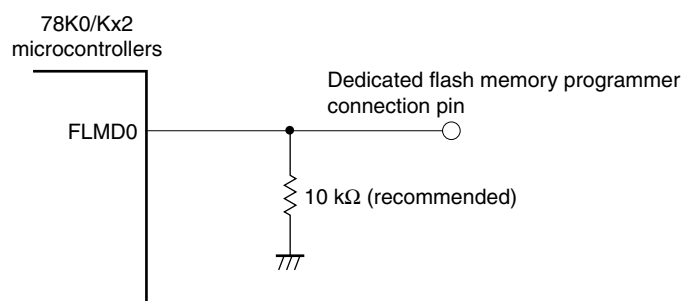 78K0/Kx2
microcontrollers
Dedicated flash memory programmer
connection pin
FLMD0
10 kΩ (recommended)